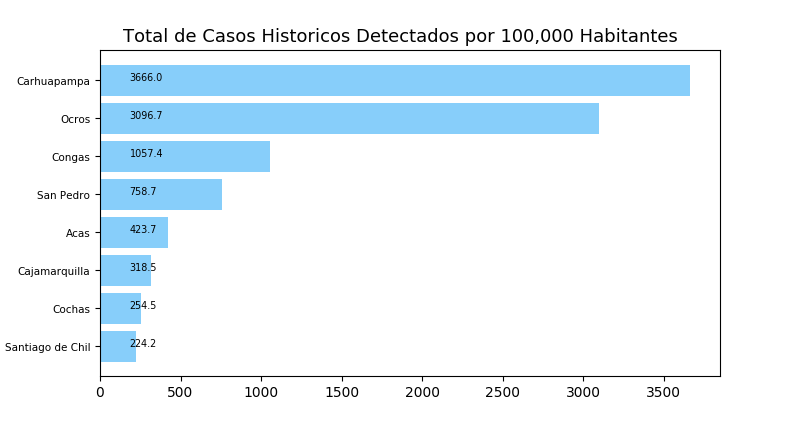 Total de Casos Historicos Detectados por 100,000 Habitantes
Carhuapampa 3666.0
Ocros 3096.7
Congas 1057.4
San Pedro 758.7
Acas 423.7
Cajamarquilla 318.5
Cochas 254.5
Santiago de Chil 224.2
0 500 1000 1500 2000 2500 3000 3500